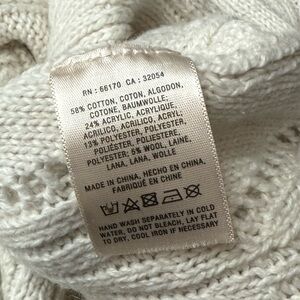 RN : 66170 CA : 32054
58% COTTON, COTON, ALGODON,
COTONE, BAUMWOLLE;
24% ACRYLIC, ACRYLIQUE,
ACRILICO, ACRILICO, ACRYL;
13% POLYESTER, POLYESTER,
POLIÉSTER, POLIESTERE,
POLYESTER; 5% WOOL, LAINE,
LANA, LANA, WOLLE
MADE IN CHINA, HECHO EN CHINA,
FABRIQUÉ EN CHINE
HAND WASH SEPARATELY IN COLD
WATER, DO NOT BLEACH, LAY FLAT
TO DRY, COOL IRON IF NECESSARY